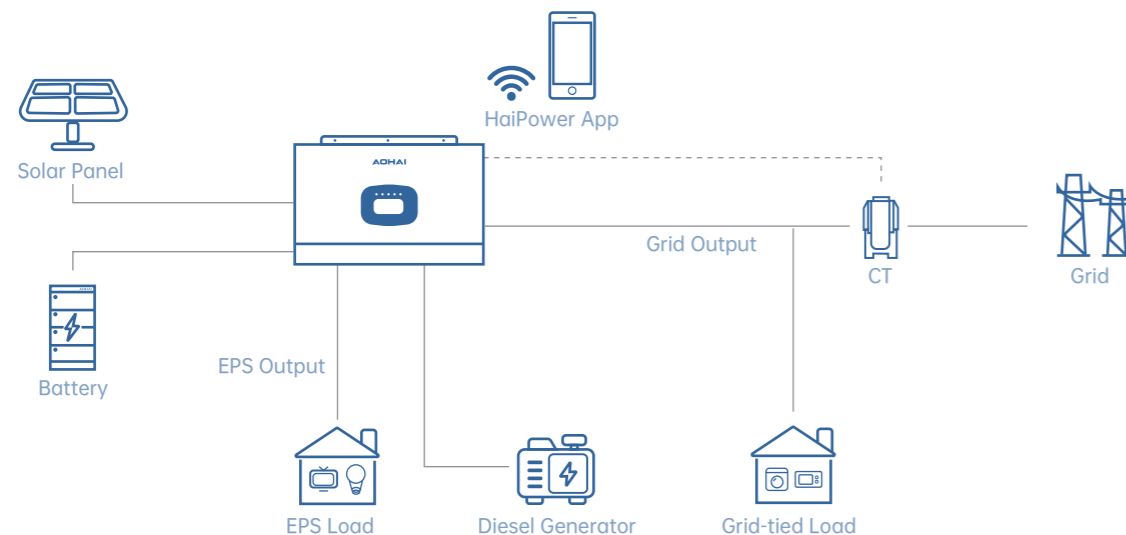 HaiPower App
Solar Panel
AOHAI
Grid Output
CT
Grid
EPS Output
Battery
EPS Load
Diesel Generator
Grid-tied Load